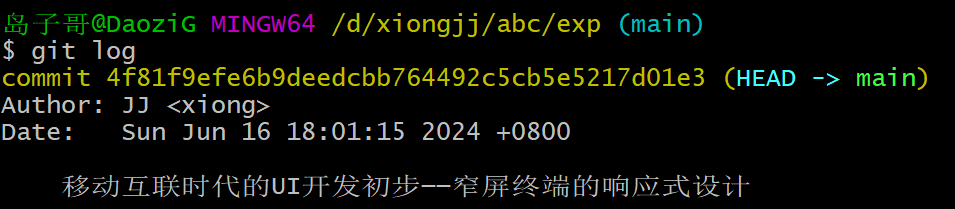 岛子哥@DaoziG MINGW64 /d/xiongjj/abc/exp (main)
$ git log
commit 4f81f9efe6b9deedcbb764492c5cb5e5217d01e3 (HEAD -> main)
Author: JJ <xiong>
Date:   Sun Jun 16 18:01:15 2024 +0800
移动互联时代的UI开发初步——窄屏终端的响应式设计